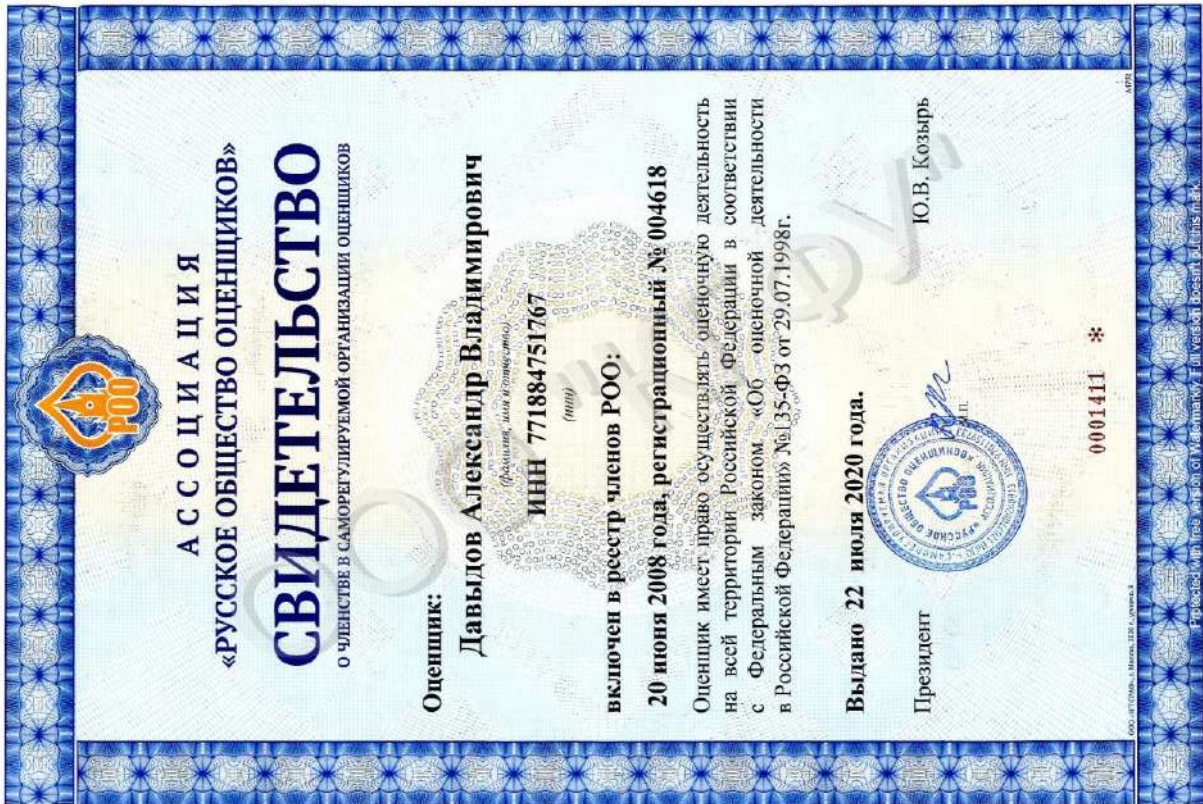 РОО
АССОЦИАЦИЯ
«РУССКОЕ ОБЩЕСТВО ОЦЕНЩИКОВ»
СВИДЕТЕЛЬСТВО
О ЧЛЕНСТВЕ В САМОРЕГУЛИРУЕМОЙ ОРГАНИЗАЦИИ ОЦЕНЩИКОВ
Оценщик:
Давыдов Александр Владимирович
(фамилия, имя и отчество)
ИНН 771884751767
(инн)
включен в реестр членов РОО:
20 июня 2008 года, регистрационный № 004618
Оценщик имеет право осуществлять оценочную деятельность
на всей территории Российской Федерации в соответствии
с Федеральным законом «Об оценочной деятельности
в Российской Федерации» №135-ФЗ от 29.07.1998г.
Выдано 22 июля 2020 года.
Президент
Ю.В. Козырь
М.П.
0001411 *